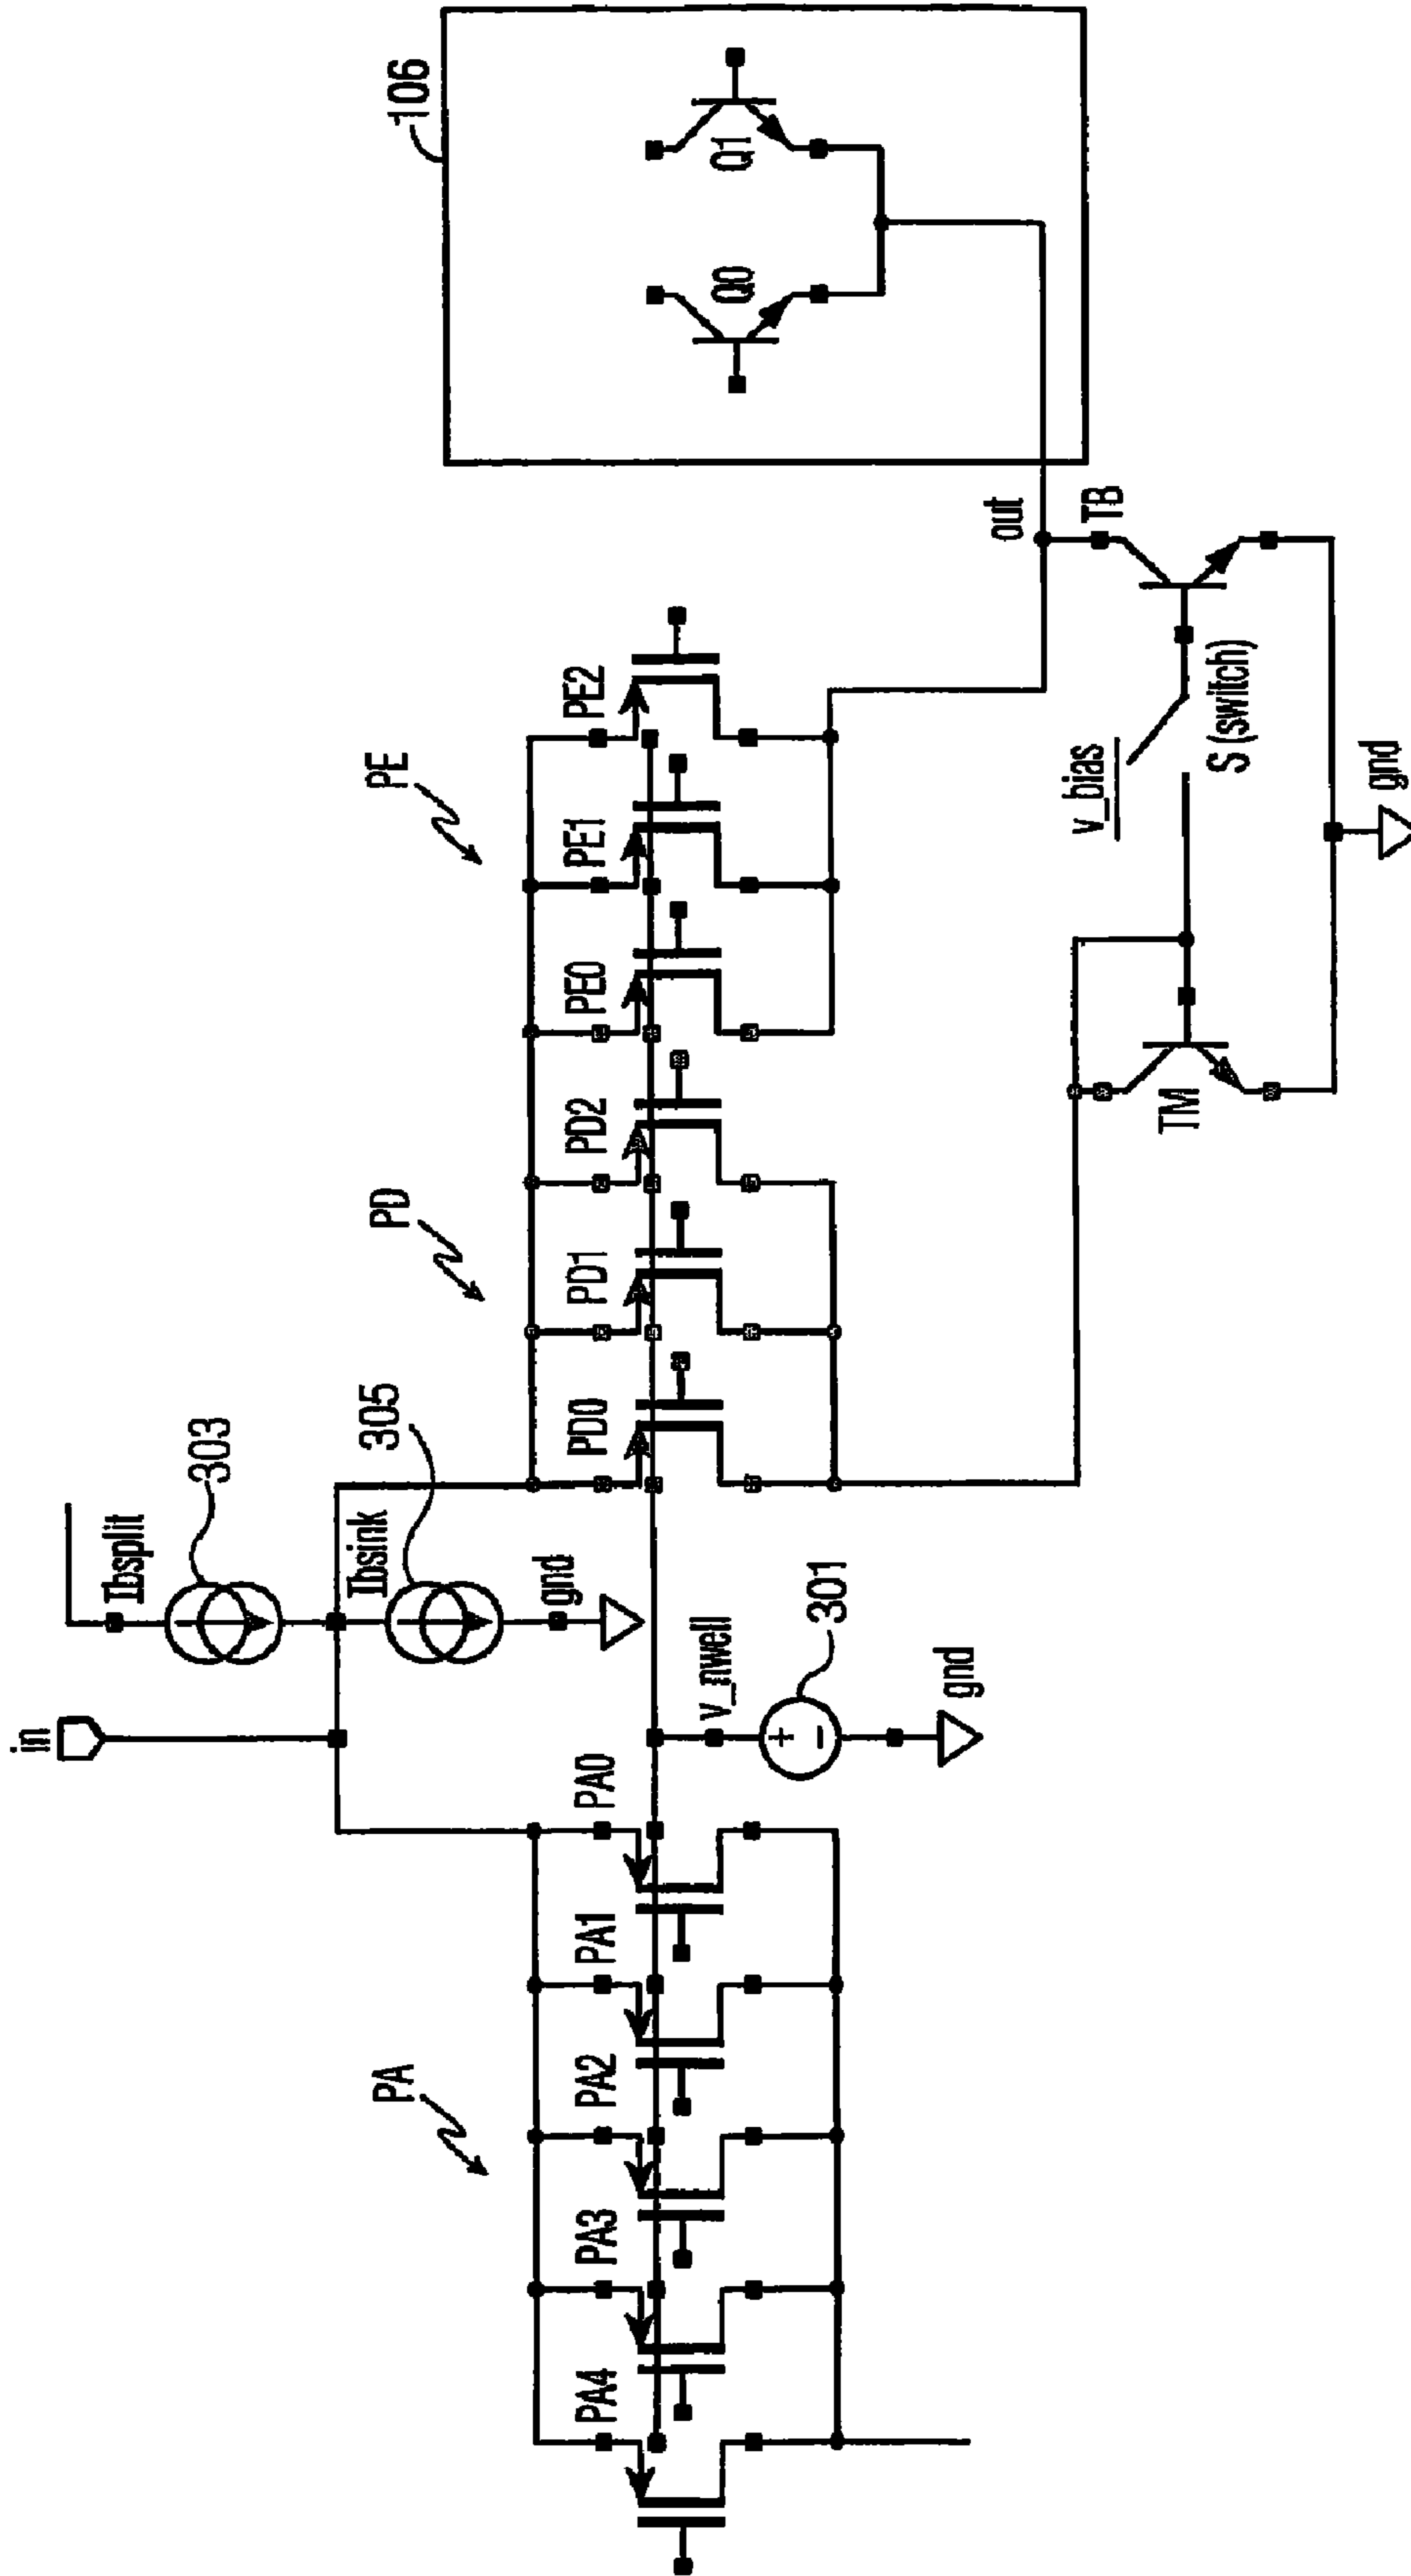 in
Ibsplit
303
Ibsink
305
gnd
PA
PD
PE
PA4
PA3
PA2
PA1
PA0
PD0
PD1
PD2
PE0
PE1
PE2
v_nwell
301
gnd
106
Q0
Q1
out
TB
TM
v_bias
S (switch)
gnd